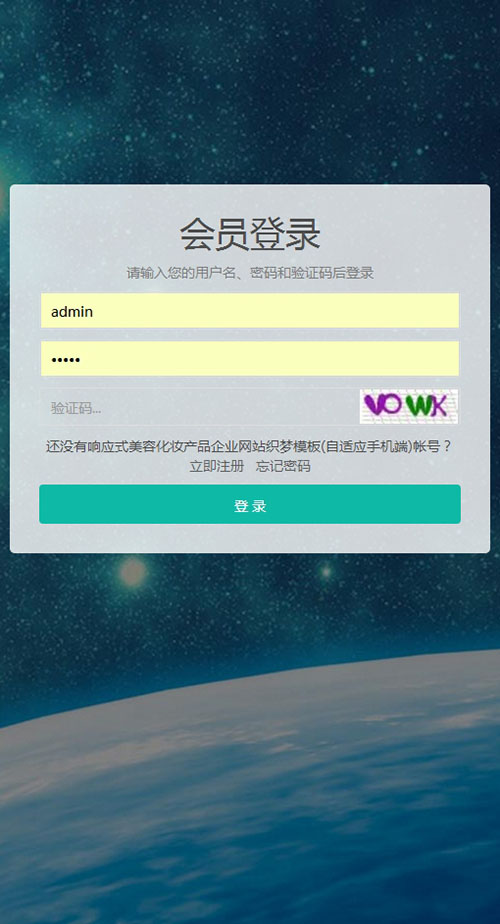 会员登录
请输入您的用户名、密码和验证码后登录
admin
•••••
验证码...
VOWK
还没有响应式美容化妆产品企业网站织梦模板(自适应手机端)帐号？
立即注册 忘记密码
登 录